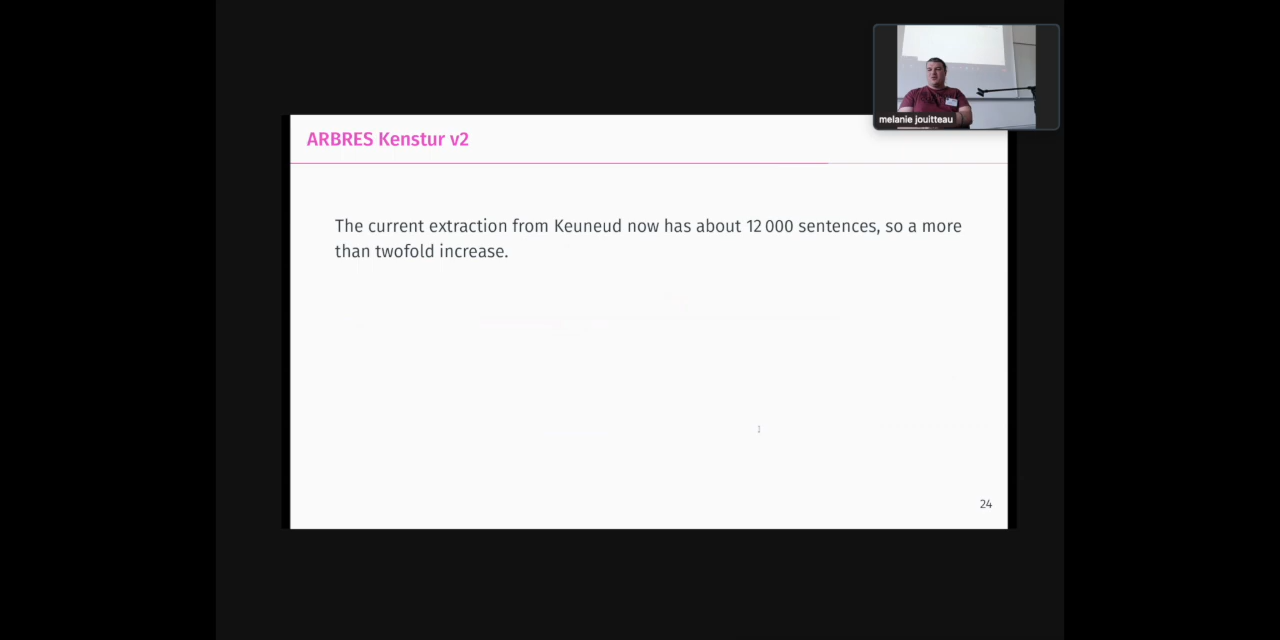 melanie jouitteau
ARBRES Kenstur v2
The current extraction from Keuneud now has about 12 000 sentences, so a more
than twofold increase.
24